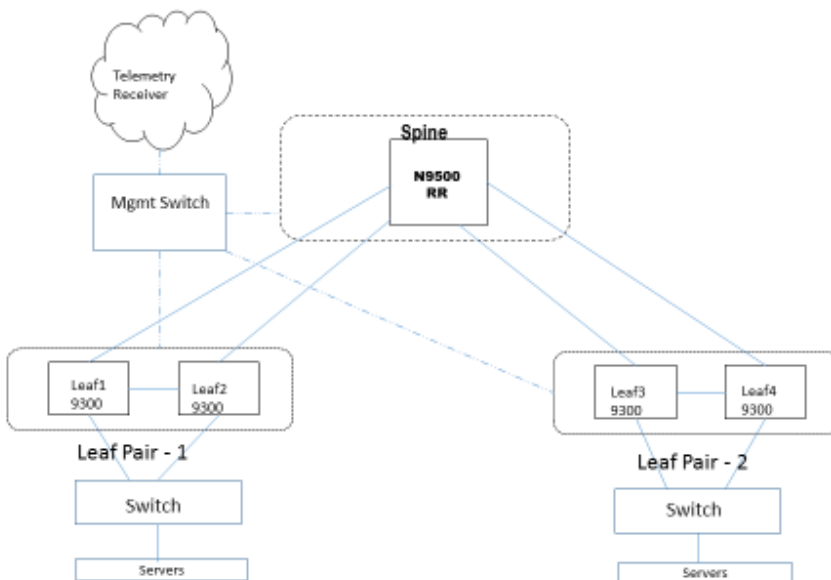 Telemetry
Receiver
Spine
N9500
RR
Mgmt Switch
Leaf1
9300
Leaf2
9300
Leaf3
9300
Leaf4
9300
Leaf Pair - 1
Leaf Pair - 2
Switch
Switch
Servers
Servers